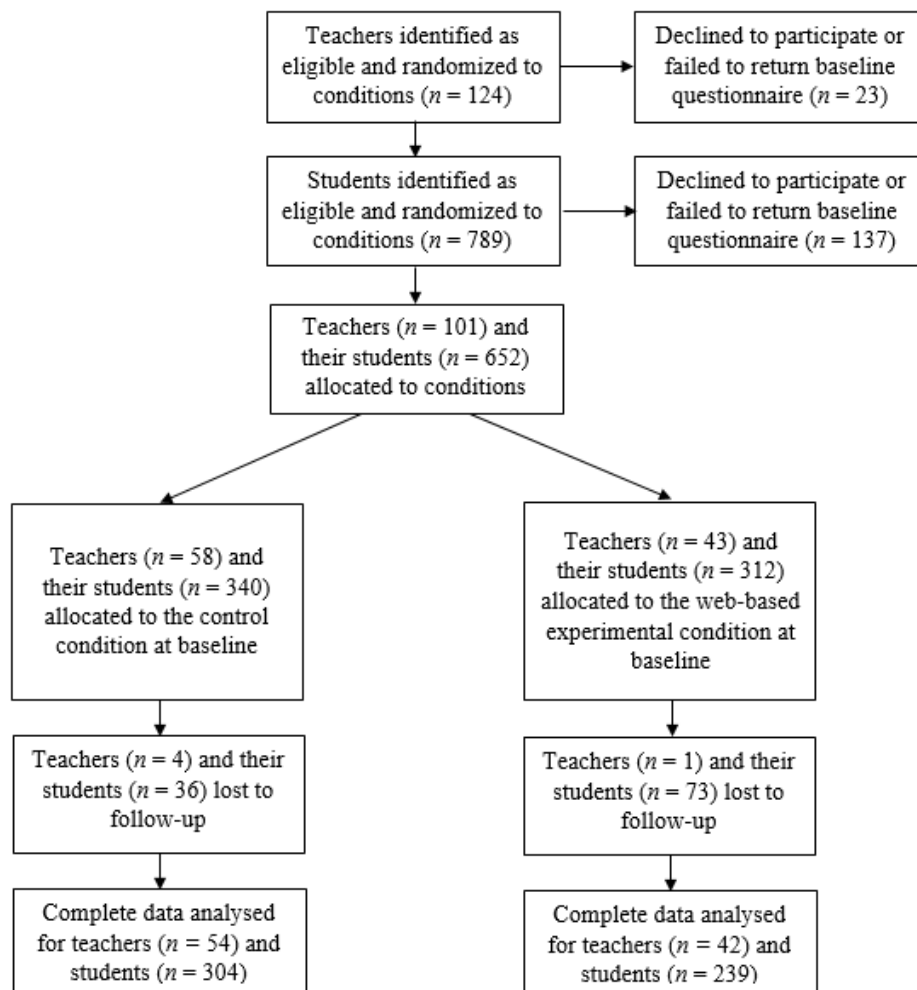 Teachers identified as
eligible and randomized to
conditions (n = 124)
Declined to participate or
failed to return baseline
questionnaire (n = 23)
Students identified as
eligible and randomized to
conditions (n = 789)
Declined to participate or
failed to return baseline
questionnaire (n = 137)
Teachers (n = 101) and
their students (n = 652)
allocated to conditions
Teachers (n = 58) and
their students (n = 340)
allocated to the control
condition at baseline
Teachers (n = 43) and
their students (n = 312)
allocated to the web-based
experimental condition at
baseline
Teachers (n = 4) and their
students (n = 36) lost to
follow-up
Teachers (n = 1) and their
students (n = 73) lost to
follow-up
Complete data analysed
for teachers (n = 54) and
students (n = 304)
Complete data analysed
for teachers (n = 42) and
students (n = 239)